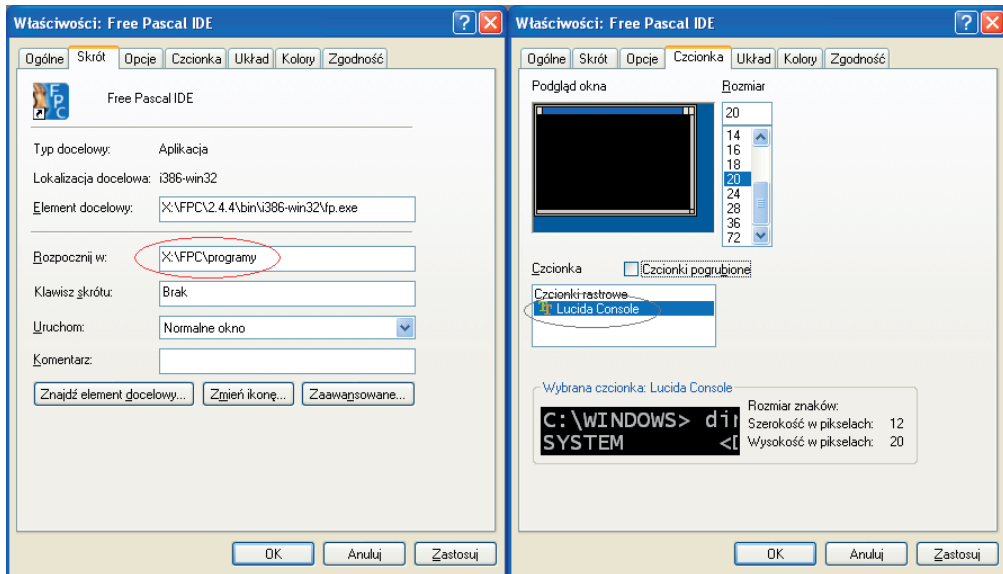 Właściwości: Free Pascal IDE
Ogólne Skrót Opcje Czcionka Układ Kolory Zgodność
FPC
Free Pascal IDE
Typ docelowy: Aplikacja
Lokalizacja docelowa: i386-win32
Element docelowy: X:\FPC\2.4.4\bin\i386-win32\fp.exe
Rozpocznij w: X:\FPC\programy
Klawisz skrótu: Brak
Uruchom: Normalne okno
Komentarz:
Znajdź element docelowy... Zmień ikonę... Zaawansowane...
OK Anuluj Zastosuj
Właściwości: Free Pascal IDE
Ogólne Skrót Opcje Czcionka Układ Kolory Zgodność
Podgląd okna Rozmiar
20
14
16
18
20
24
28
36
72
Czcionka Czcionki pogrubione
Czcionki rastrowe
Lucida Console
Wybrana czcionka: Lucida Console
C:\WINDOWS> dir
SYSTEM <D
Rozmiar znaków:
Szerokość w pikselach: 12
Wysokość w pikselach: 20
OK Anuluj Zastosuj